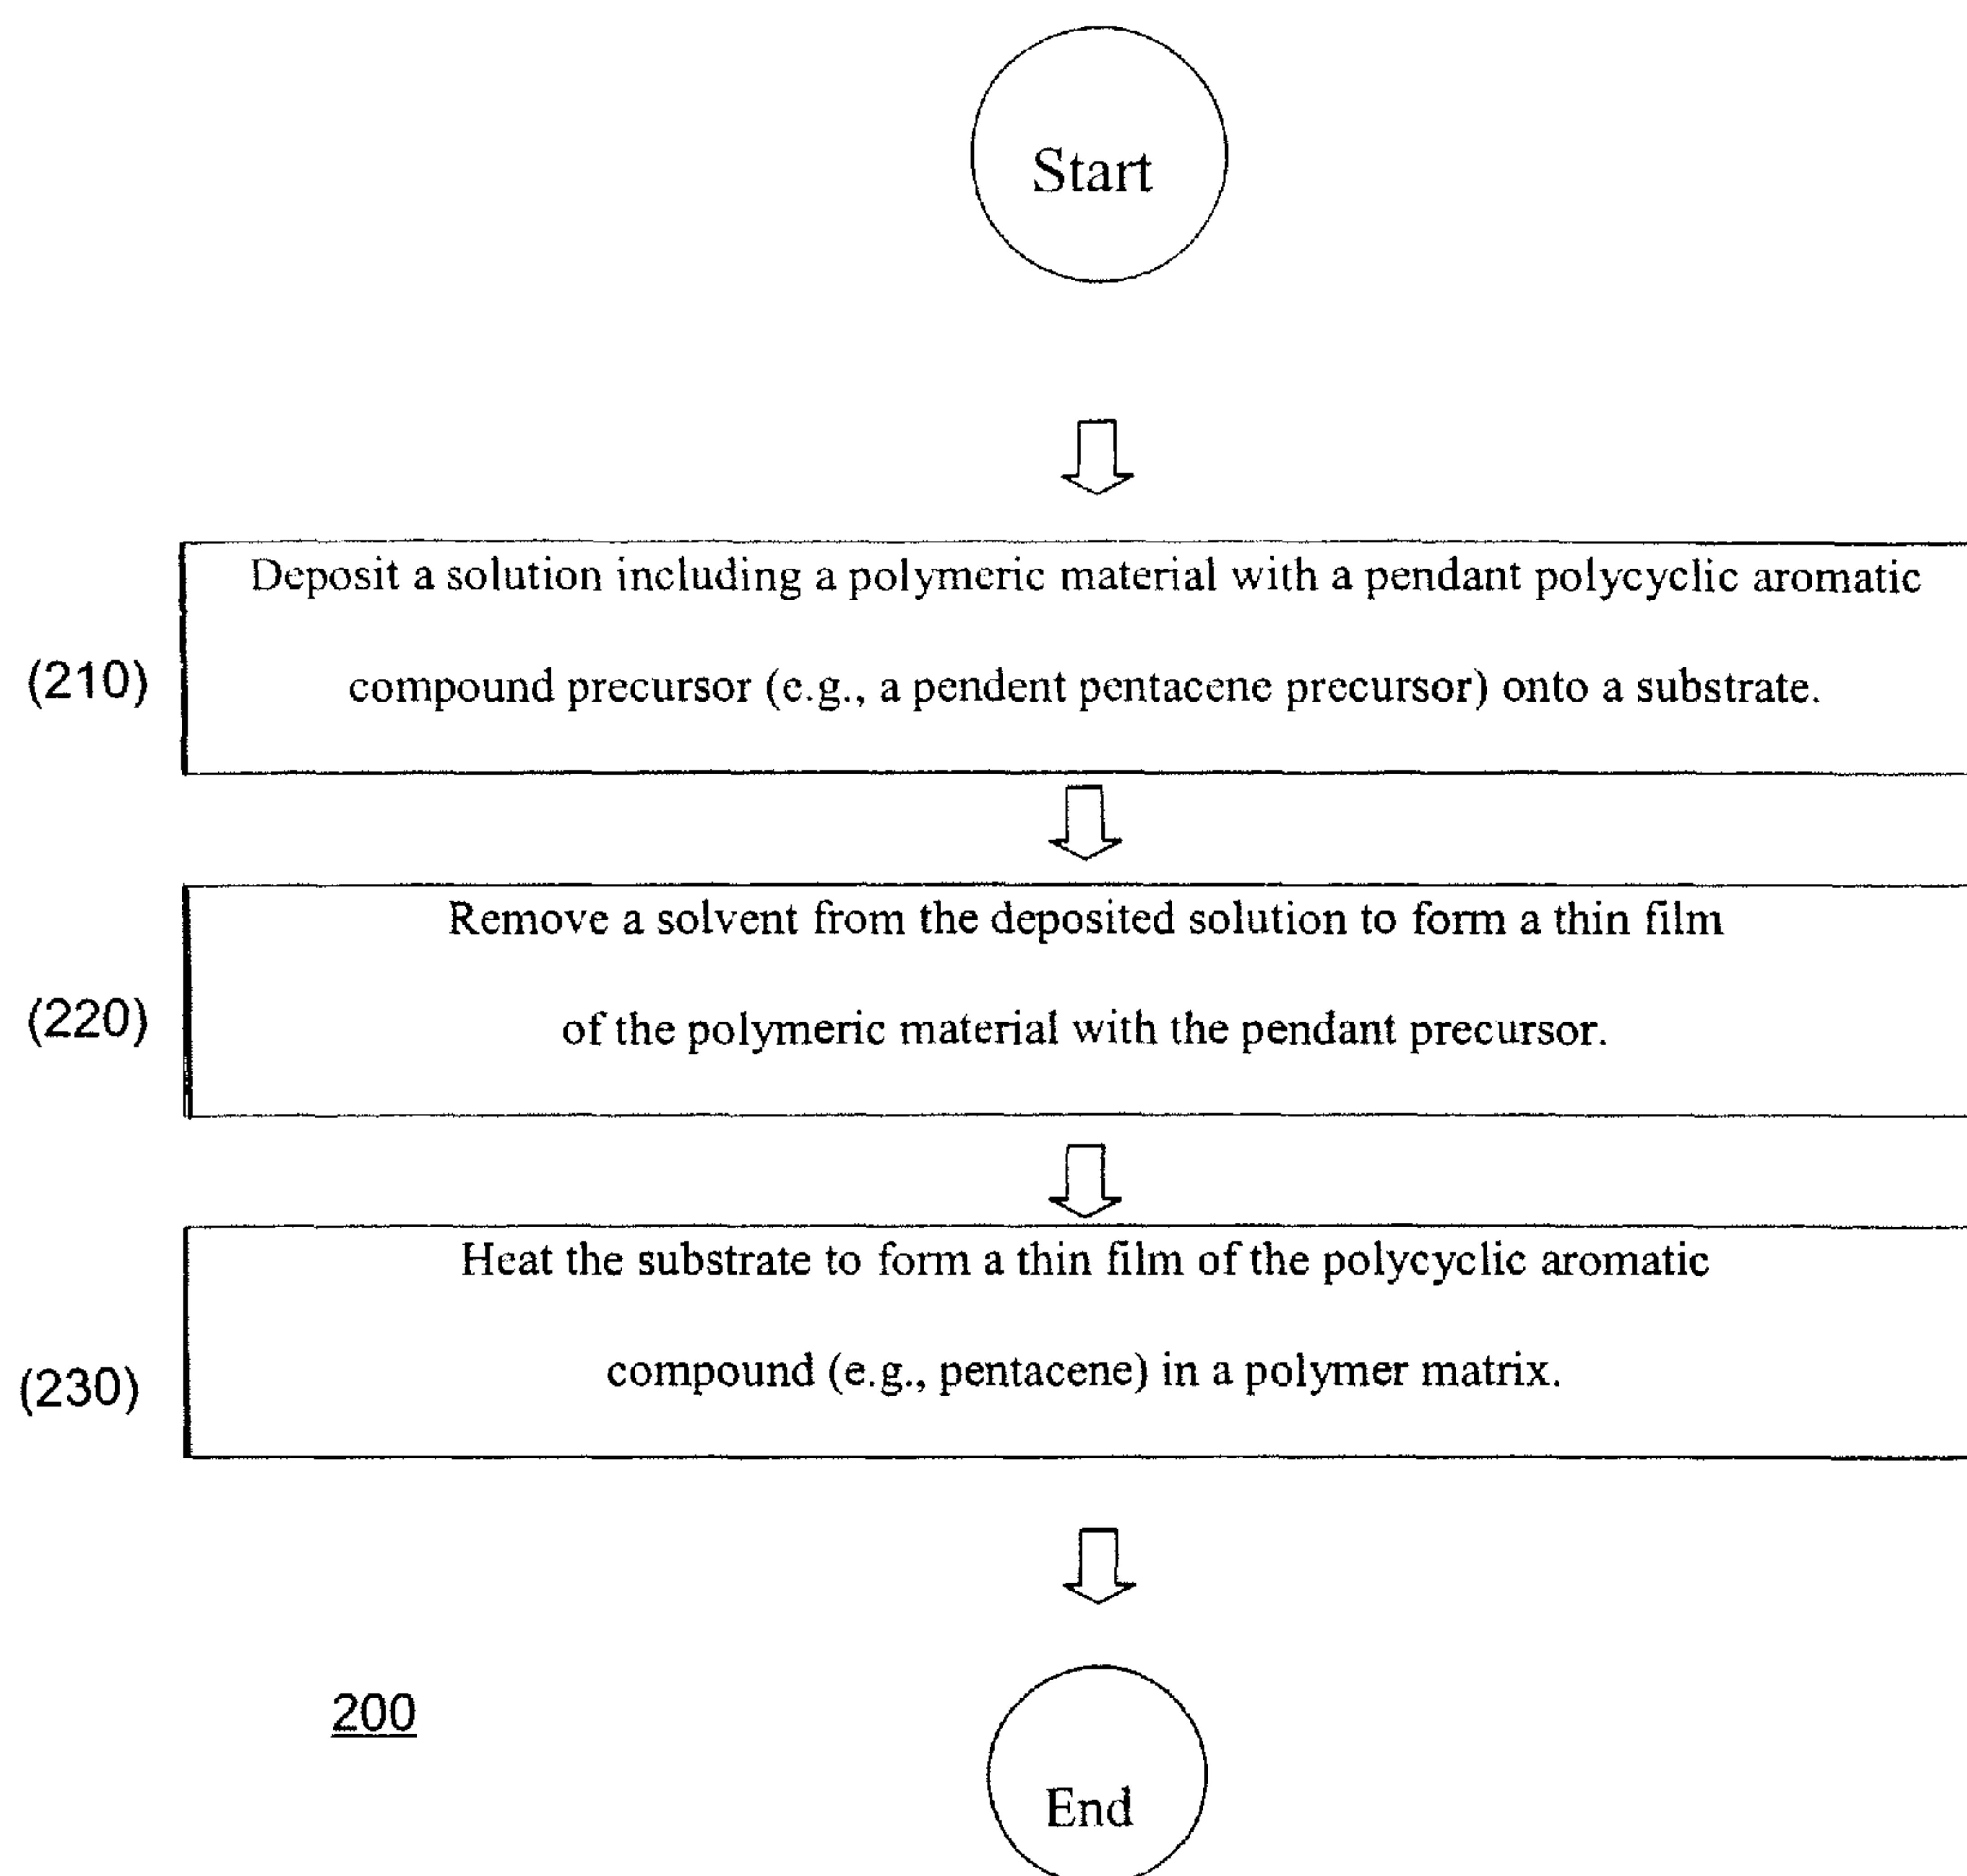 Start
Deposit a solution including a polymeric material with a pendant polycyclic aromatic
(210)
compound precursor (e.g., a pendent pentacene precursor) onto a substrate.
Remove a solvent from the deposited solution to form a thin film
(220)
of the polymeric material with the pendant precursor.
Heat the substrate to form a thin film of the polycyclic aromatic
(230)
compound (e.g., pentacene) in a polymer matrix.
200
End